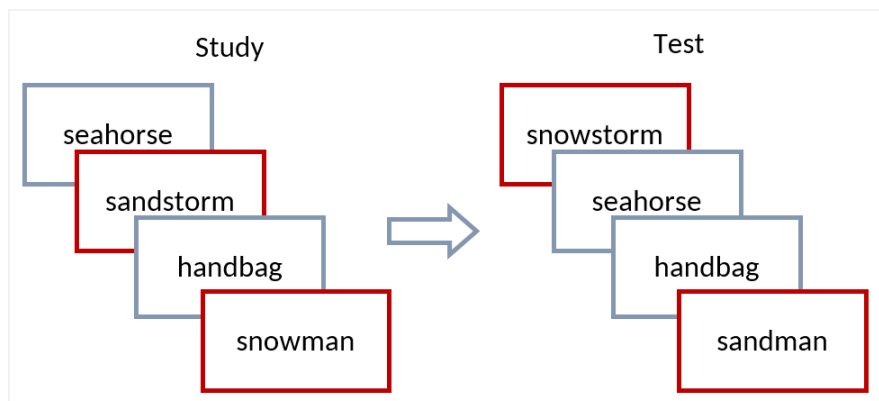 Study
seahorse
sandstorm
handbag
snowman
Test
snowstorm
seahorse
handbag
sandman